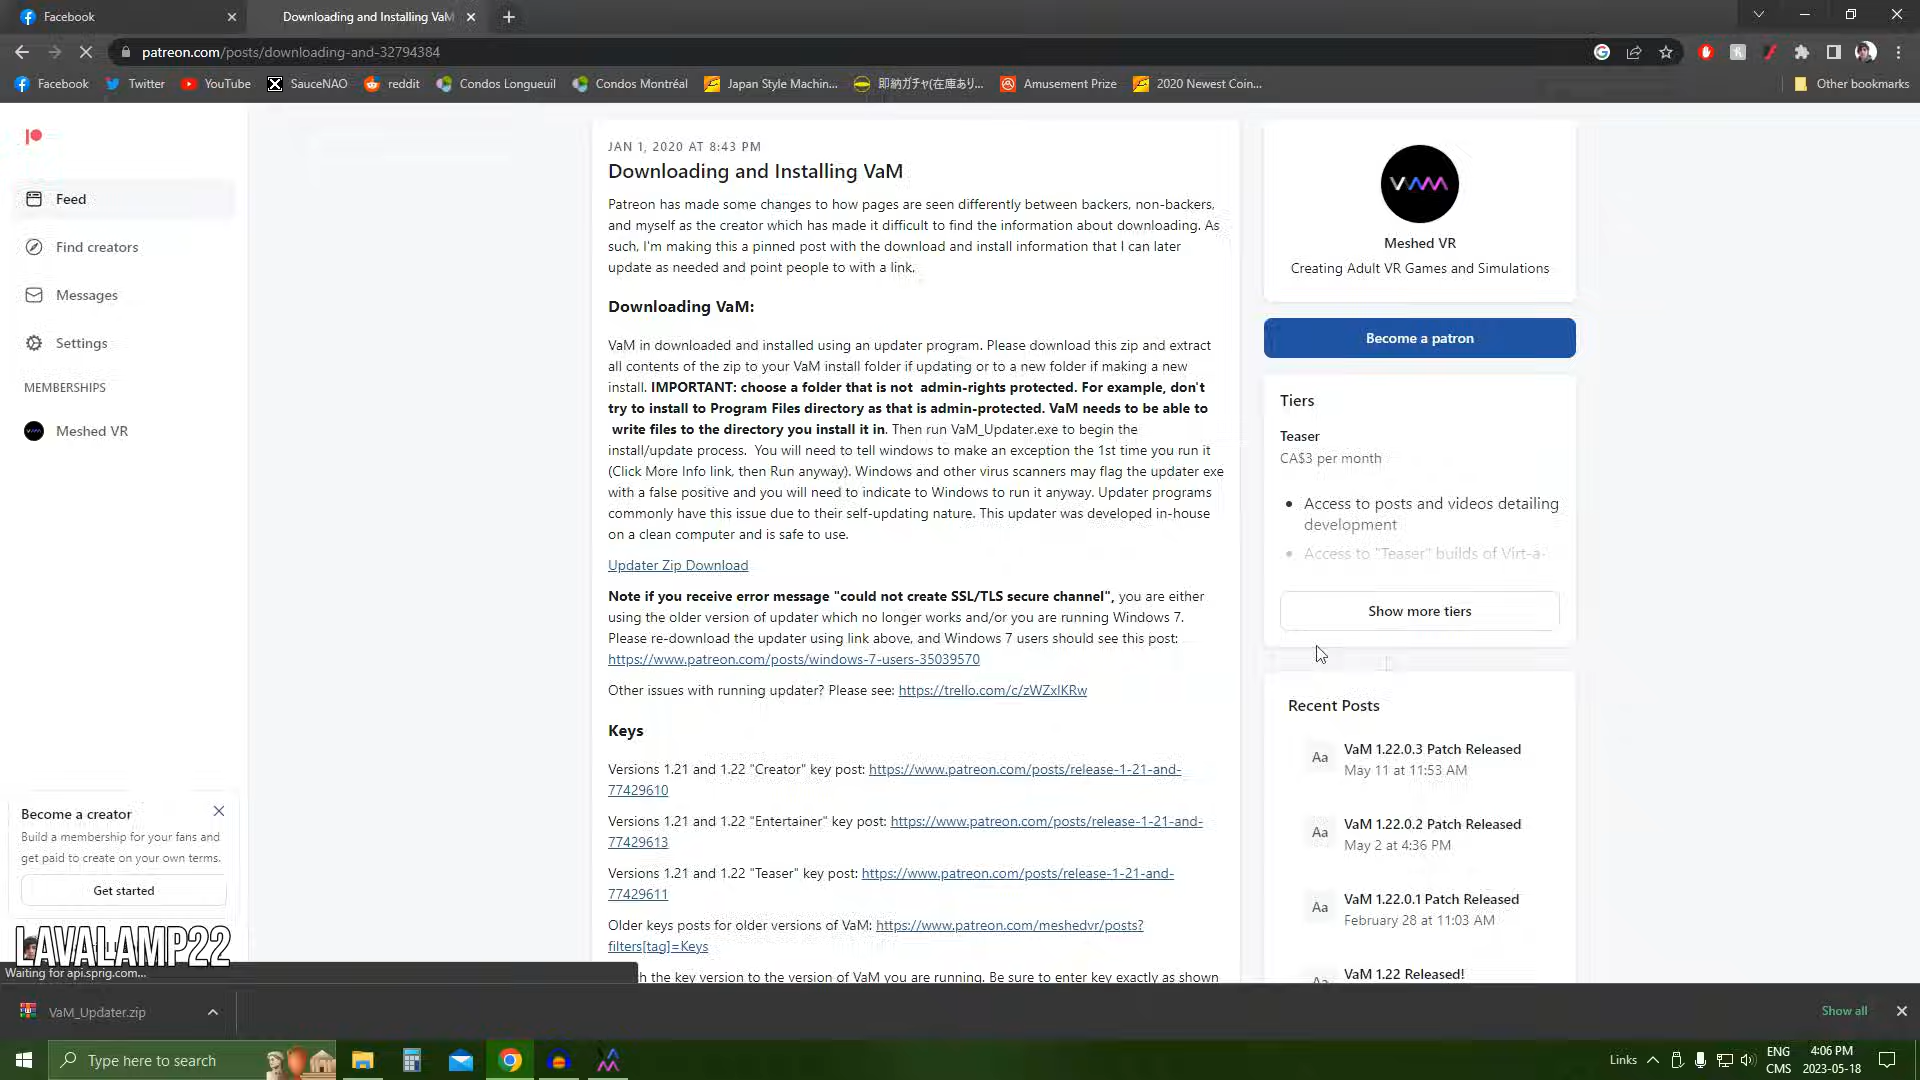 Facebook
Downloading and Installing VaM
patreon.com/posts/downloading-and-32794384
Facebook
Twitter
YouTube
SauceNAO
reddit
Condos Longueuil
Condos Montréal
Japan Style Machin...
即納ガチャ(在庫あり...
Amusement Prize
2020 Newest Coin...
Other bookmarks
Feed
Find creators
Messages
Settings
MEMBERSHIPS
Meshed VR
Become a creator
Build a membership for your fans and
get paid to create on your own terms.
Get started
LAVALAMP22
Waiting for api.sprig.com...
JAN 1, 2020 AT 8:43 PM
Downloading and Installing VaM
Patreon has made some changes to how pages are seen differently between backers, non-backers,
and myself as the creator which has made it difficult to find the information about downloading. As
such, I'm making this a pinned post with the download and install information that I can later
update as needed and point people to with a link.
Downloading VaM:
VaM in downloaded and installed using an updater program. Please download this zip and extract
all contents of the zip to your VaM install folder if updating or to a new folder if making a new
install. IMPORTANT: choose a folder that is not admin-rights protected. For example, don't
try to install to Program Files directory as that is admin-protected. VaM needs to be able to
write files to the directory you install it in. Then run VaM_Updater.exe to begin the
install/update process. You will need to tell windows to make an exception the 1st time you run it
(Click More Info link, then Run anyway). Windows and other virus scanners may flag the updater exe
with a false positive and you will need to indicate to Windows to run it anyway. Updater programs
commonly have this issue due to their self-updating nature. This updater was developed in-house
on a clean computer and is safe to use.
Updater Zip Download
Note if you receive error message "could not create SSL/TLS secure channel", you are either
using the older version of updater which no longer works and/or you are running Windows 7.
Please re-download the updater using link above, and Windows 7 users should see this post:
https://www.patreon.com/posts/windows-7-users-35039570
Other issues with running updater? Please see: https://trello.com/c/zWZxlKRw
Keys
Versions 1.21 and 1.22 "Creator" key post: https://www.patreon.com/posts/release-1-21-and-
77429610
Versions 1.21 and 1.22 "Entertainer" key post: https://www.patreon.com/posts/release-1-21-and-
77429613
Versions 1.21 and 1.22 "Teaser" key post: https://www.patreon.com/posts/release-1-21-and-
77429611
Older keys posts for older versions of VaM: https://www.patreon.com/meshedvr/posts?
filters[tag]=Keys
the key version to the version of VaM you are running. Be sure to enter key exactly as shown
VAM
Meshed VR
Creating Adult VR Games and Simulations
Become a patron
Tiers
Teaser
CA$3 per month
Access to posts and videos detailing
development
Access to "Teaser" builds of Virt-a-
Show more tiers
Recent Posts
Aa
VaM 1.22.0.3 Patch Released
May 11 at 11:53 AM
Aa
VaM 1.22.0.2 Patch Released
May 2 at 4:36 PM
Aa
VaM 1.22.0.1 Patch Released
February 28 at 11:03 AM
Aa
VaM 1.22 Released!
VaM_Updater.zip
Show all
Type here to search
Links
ENG
CMS
4:06 PM
2023-05-18